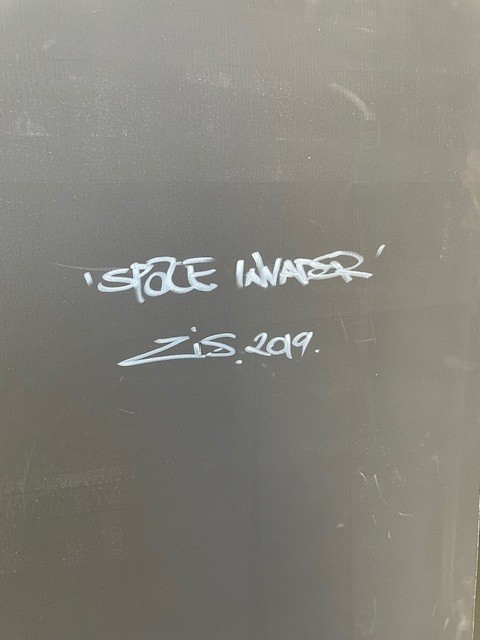 'SPACE INVADER'
ZiS. 2019.